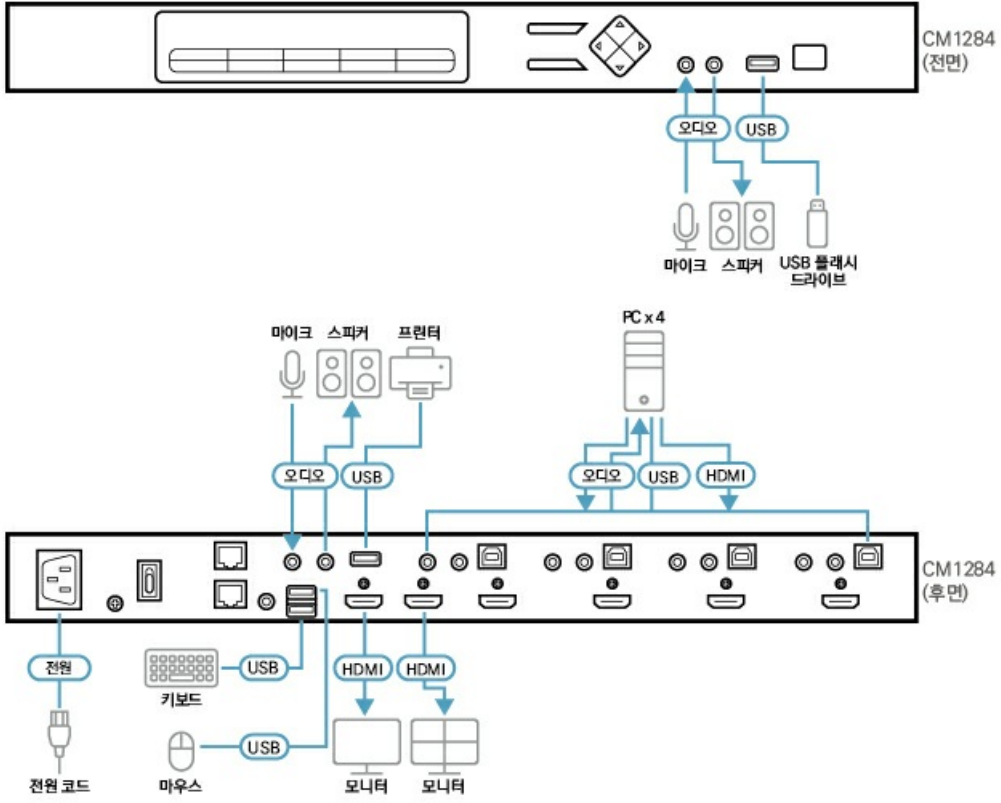 CM1284
(전면)
오디오 USB
마이크 스피커 USB 플래시
드라이브
마이크 스피커 프린터
PC x 4
오디오 USB
오디오 USB HDMI
CM1284
(후면)
전원
USB
HDMI HDMI
키보드
USB
전원 코드
마우스
모니터
모니터